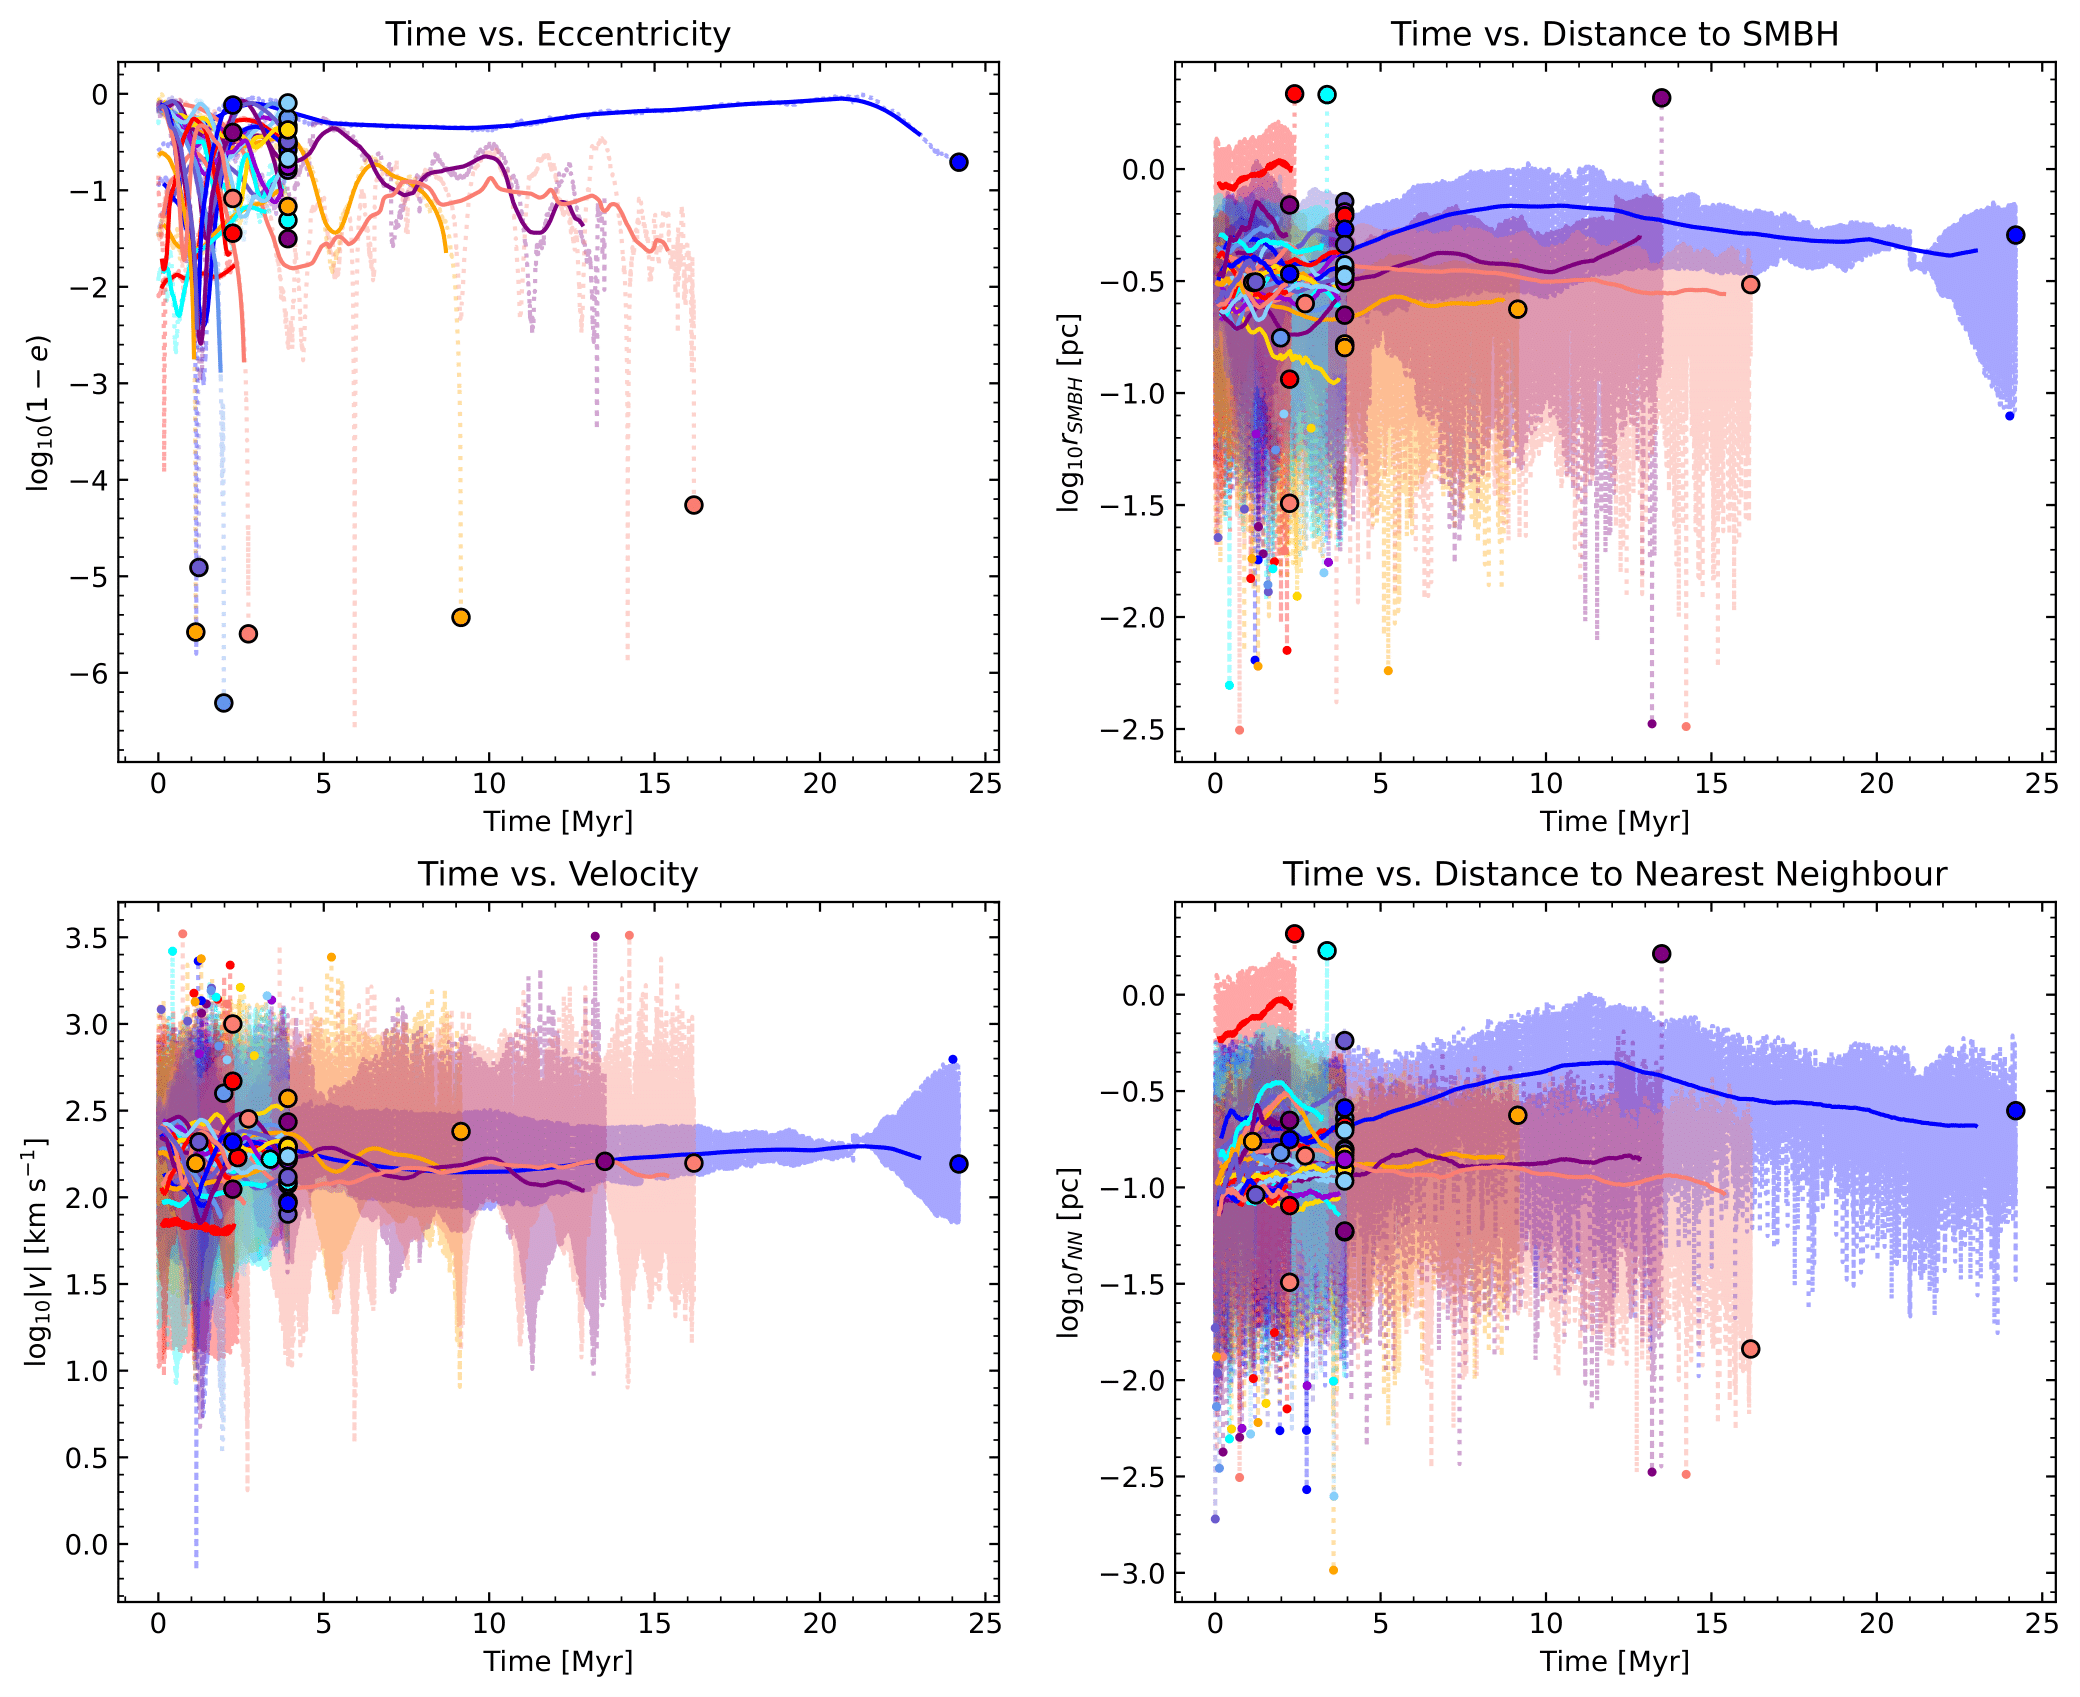 Time vs. Eccentricity
0
−1
−2
−3
−4
−5
−6
log₁₀(1 − e)
0 5 10 15 20 25
Time [Myr]
Time vs. Distance to SMBH
0.0
−0.5
−1.0
−1.5
−2.0
−2.5
log₁₀r_SMBH [pc]
0 5 10 15 20 25
Time [Myr]
Time vs. Velocity
3.5
3.0
2.5
2.0
1.5
1.0
0.5
0.0
log₁₀|v| [km s⁻¹]
0 5 10 15 20 25
Time [Myr]
Time vs. Distance to Nearest Neighbour
0.0
−0.5
−1.0
−1.5
−2.0
−2.5
−3.0
log₁₀r_NN [pc]
0 5 10 15 20 25
Time [Myr]